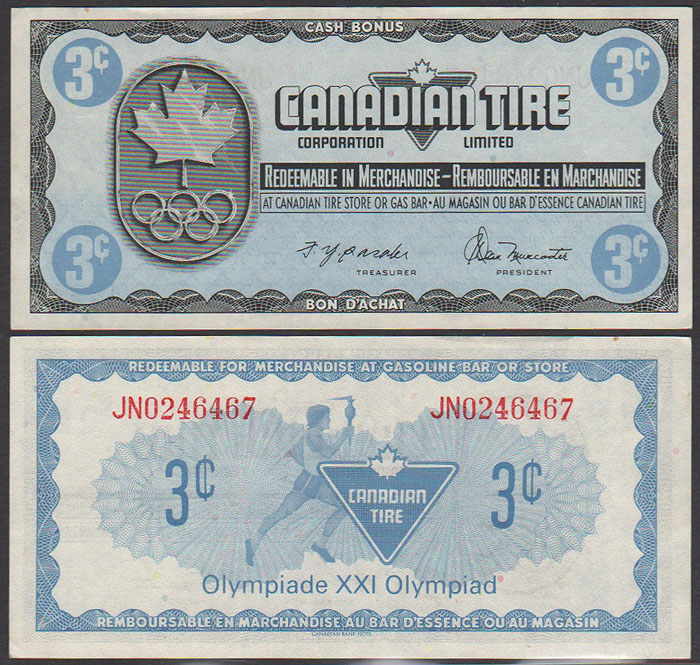 CASH BONUS
3¢ 3¢
CANADIAN TIRE
CORPORATION LIMITED
REDEEMABLE IN MERCHANDISE–REMBOURSABLE EN MARCHANDISE
AT CANADIAN TIRE STORE OR GAS BAR•AU MAGASIN OU BAR D'ESSENCE CANADIAN TIRE
3¢ 3¢
TREASURER PRESIDENT
BON D'ACHAT
REDEEMABLE FOR MERCHANDISE AT GASOLINE BAR OR STORE
JN0246467 JN0246467
3¢ 3¢
CANADIAN
TIRE
Olympiade XXI Olympiad
REMBOURSABLE EN MARCHANDISE AU BAR D'ESSENCE OU AU MAGASIN
CANADIAN BANK NOTE